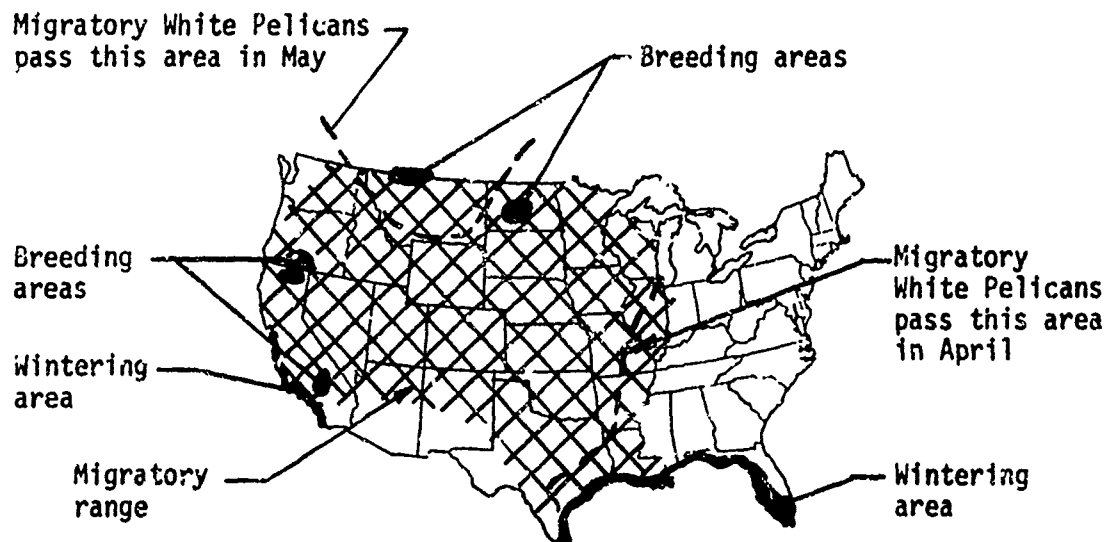 Migratory White Pelicans
pass this area in May
Breeding areas
Breeding
areas
Migratory
White Pelicans
pass this area
in April
Wintering
area
Migratory
range
Wintering
area